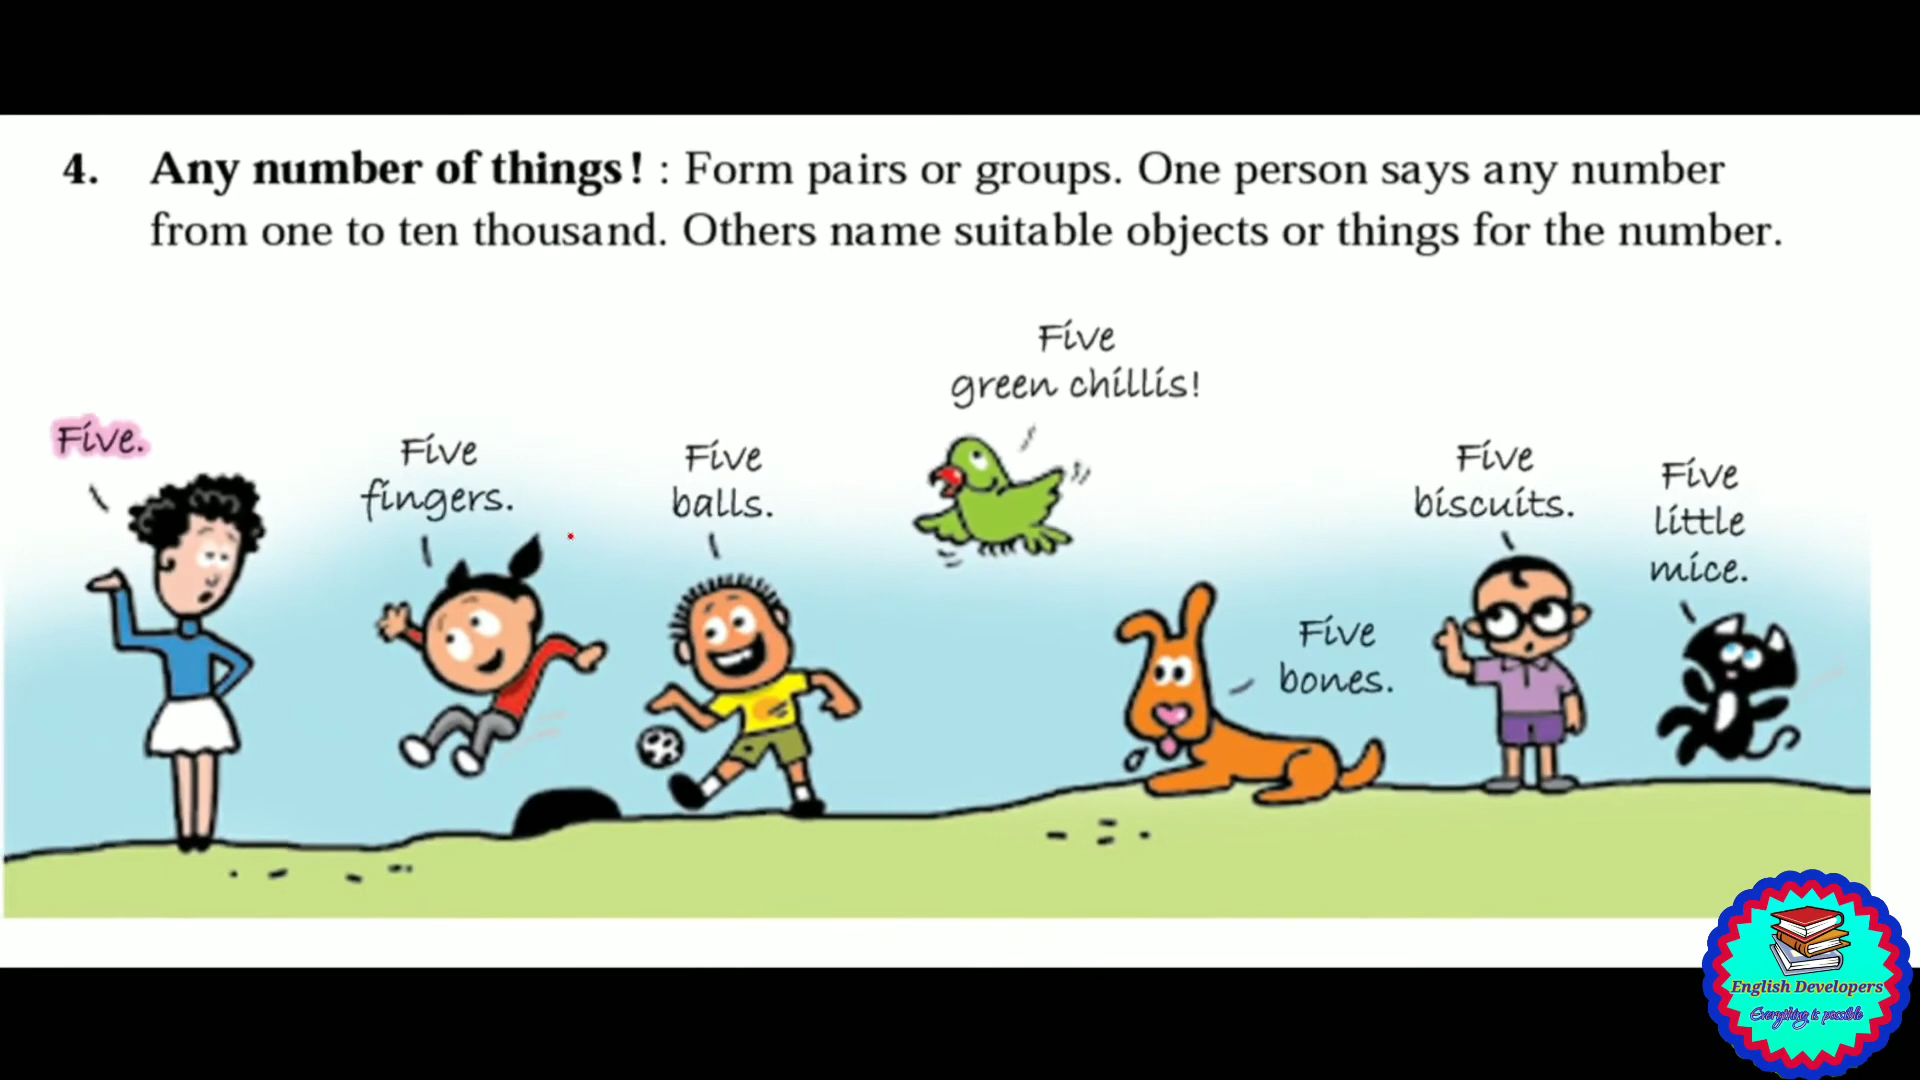 4. Any number of things! : Form pairs or groups. One person says any number
from one to ten thousand. Others name suitable objects or things for the number.
Five.
Five
fingers.
Five
balls.
Five
green chillis!
Five
bones.
Five
biscuits.
Five
little
mice.
English Developers
Everything is possible